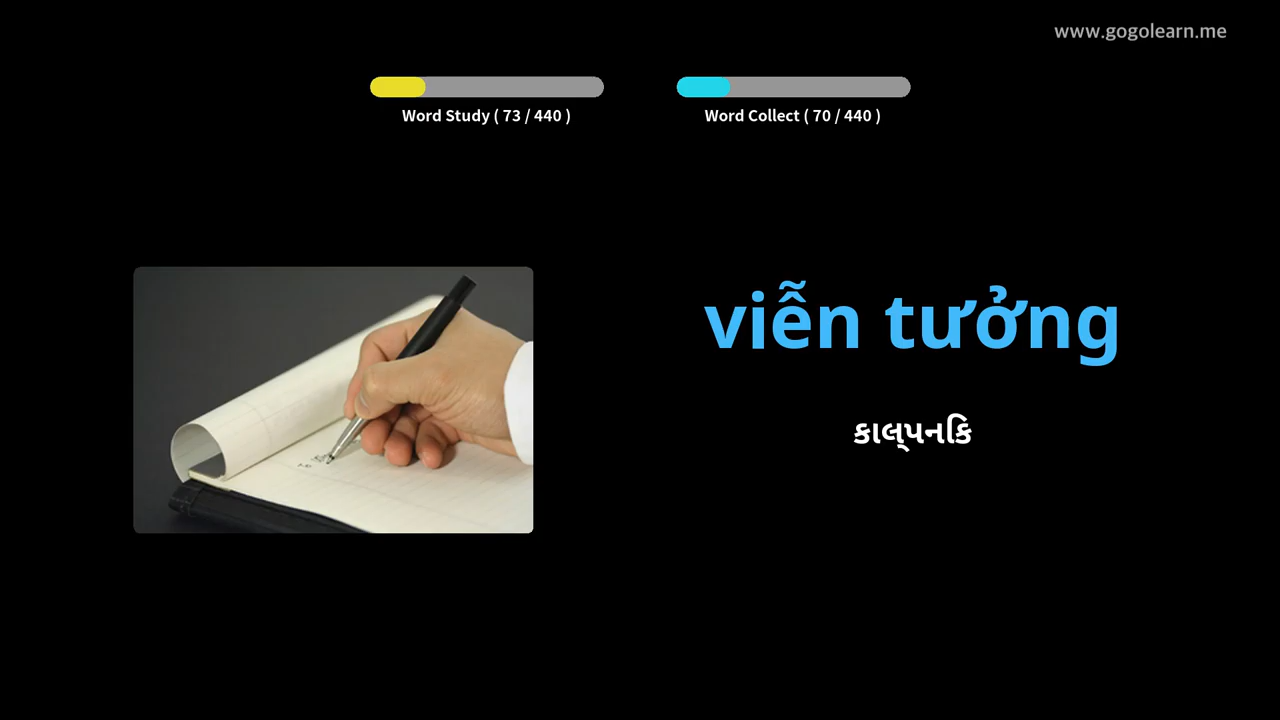 www.gogolearn.me
Word Study ( 73 / 440 )
Word Collect ( 70 / 440 )
viễn tưởng
કાલ્પનિક